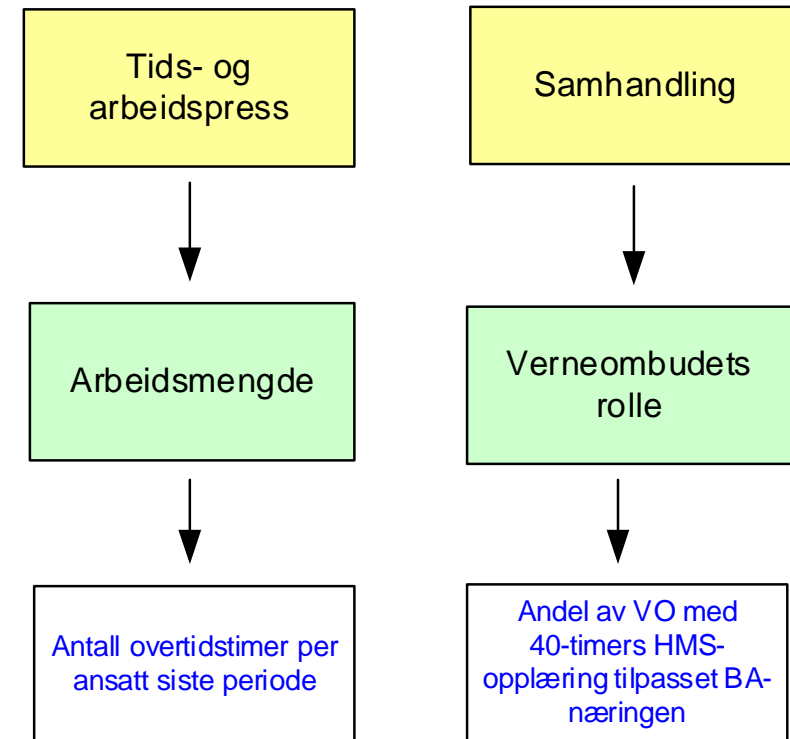 Tids- og
arbeidspress
Samhandling
Arbeidsmengde
Verneombudets
rolle
Antall overtidstimer per
ansatt siste periode
Andel av VO med
40-timers HMS-
opplæring tilpasset BA-
næringen